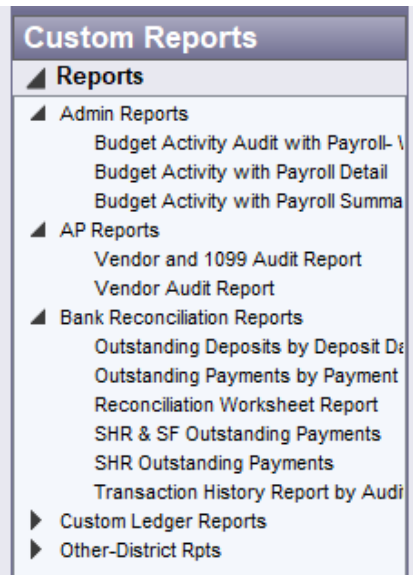 Custom Reports
Reports
Admin Reports
Budget Activity Audit with Payroll-
Budget Activity with Payroll Detail
Budget Activity with Payroll Summa
AP Reports
Vendor and 1099 Audit Report
Vendor Audit Report
Bank Reconciliation Reports
Outstanding Deposits by Deposit Da
Outstanding Payments by Payment
Reconciliation Worksheet Report
SHR & SF Outstanding Payments
SHR Outstanding Payments
Transaction History Report by Audi
Custom Ledger Reports
Other-District Rpts